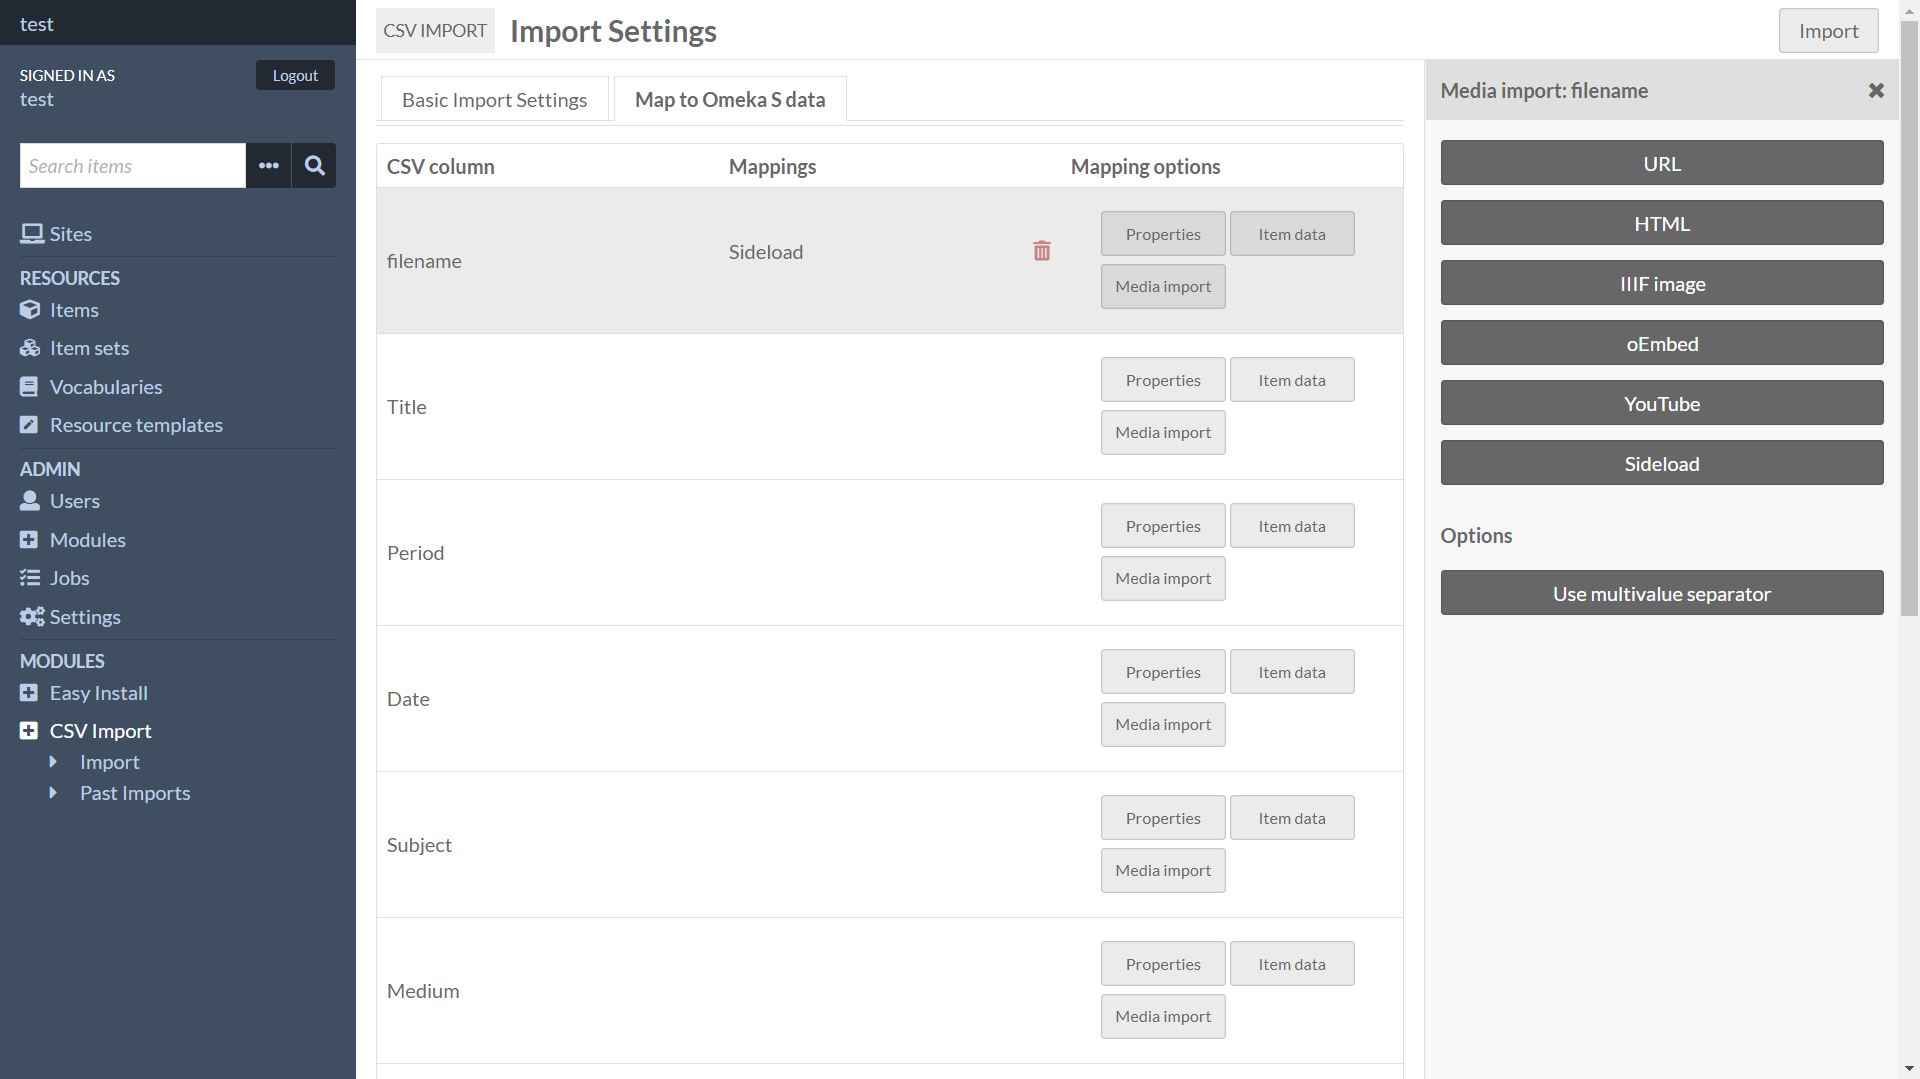 test
SIGNED IN AS
test
Logout
Search items
Sites
RESOURCES
Items
Item sets
Vocabularies
Resource templates
ADMIN
Users
Modules
Jobs
Settings
MODULES
Easy Install
CSV Import
Import
Past Imports
CSV IMPORT
Import Settings
Import
Basic Import Settings
Map to Omeka S data
CSV column Mappings Mapping options
filename Sideload
Properties Item data
Media import
Title
Properties Item data
Media import
Period
Properties Item data
Media import
Date
Properties Item data
Media import
Subject
Properties Item data
Media import
Medium
Properties Item data
Media import
Media import: filename
URL
HTML
IIIF image
oEmbed
YouTube
Sideload
Options
Use multivalue separator